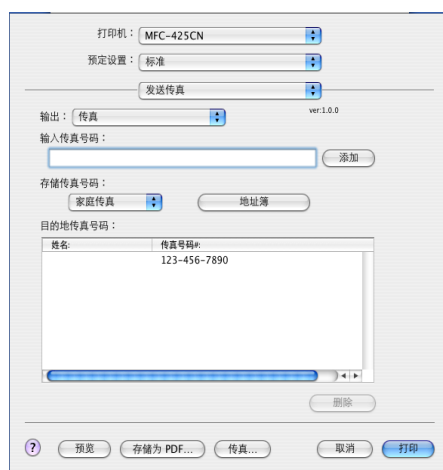 打印机： MFC-425CN
预定设置： 标准
发送传真
输出： 传真
ver:1.0.0
输入传真号码：
添加
存储传真号码：
家庭传真 地址簿
目的地传真号码：
姓名: 传真号码#:
123-456-7890
删除
? 预览 存储为 PDF... 传真... 取消 打印